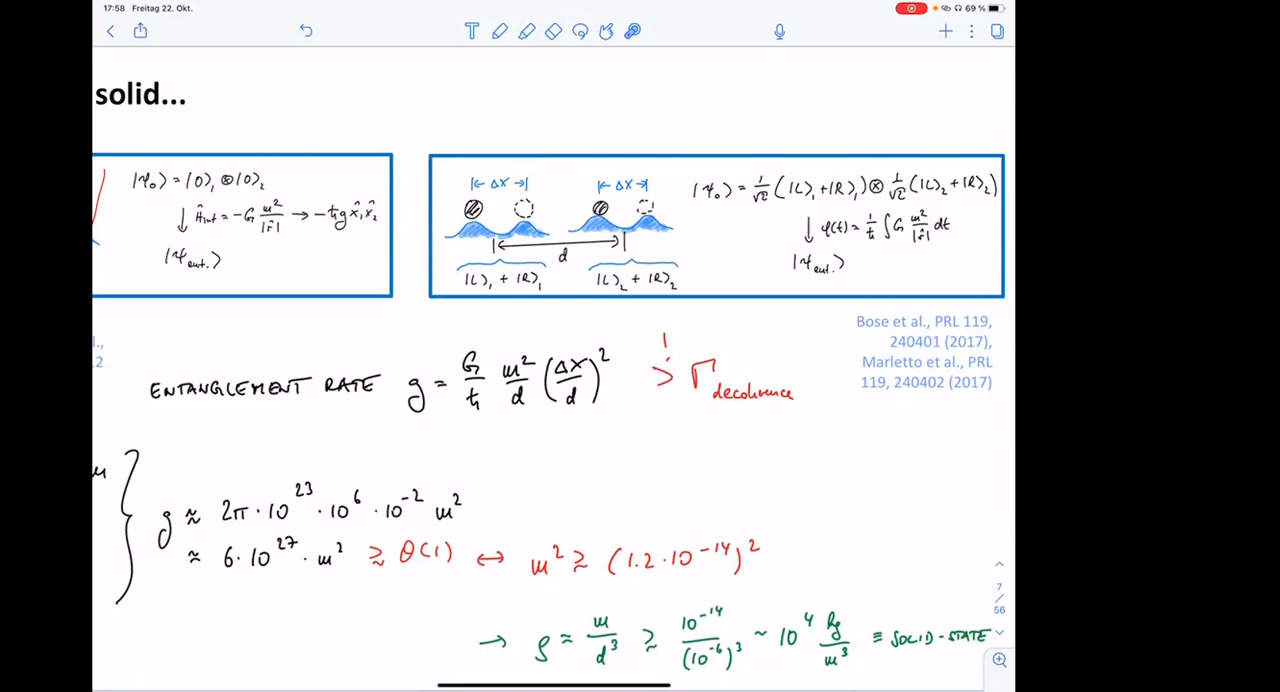 17:58 Freitag 22. Okt.
69 %
solid...
|ψ₀⟩ = |0⟩₁ ⊗ |0⟩₂
↓ Ĥint = -G m²/|r̂| → -ħg x̂₁x̂₂
|ψent.⟩
|← Δx →| |← Δx →|
d
|L⟩₁ + |R⟩₁ |L⟩₂ + |R⟩₂
|ψ₀⟩ = 1/√2 (|L⟩₁ + |R⟩₁) ⊗ 1/√2 (|L⟩₂ + |R⟩₂)
↓ φ(t) = 1/ħ ∫ G m²/|r̂| dt
|ψent.⟩
Bose et al., PRL 119,
240401 (2017),
Marletto et al., PRL
119, 240402 (2017)
.,
12
ENTANGLEMENT RATE g = G/ħ m²/d (Δx/d)² !> Γdecoherence
m } g ≈ 2π · 10²³ · 10⁶ · 10⁻² m²
≈ 6 · 10²⁷ · m² ≳ θ(1) ↔ m² ≳ (1.2 · 10⁻¹⁴)²
→ ρ ≈ m/d³ ≳ 10⁻¹⁴/(10⁻⁶)³ ~ 10⁴ kg/m³ ≡ SOLID-STATE
7
/
56